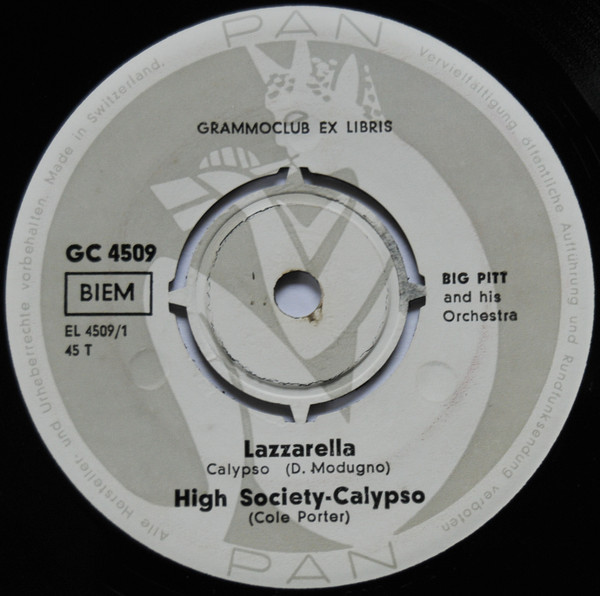 PAN
GRAMMOCLUB EX LIBRIS
GC 4509
BIEM
EL 4509/1
45 T
BIG PITT
and his
Orchestra
Lazzarella
Calypso (D. Modugno)
High Society-Calypso
(Cole Porter)
PAN
Alle Hersteller- und Urheberrechte vorbehalten. Made in Switzerland.
Vervielfältigung, öffentliche Aufführung und Rundfunksendung verboten